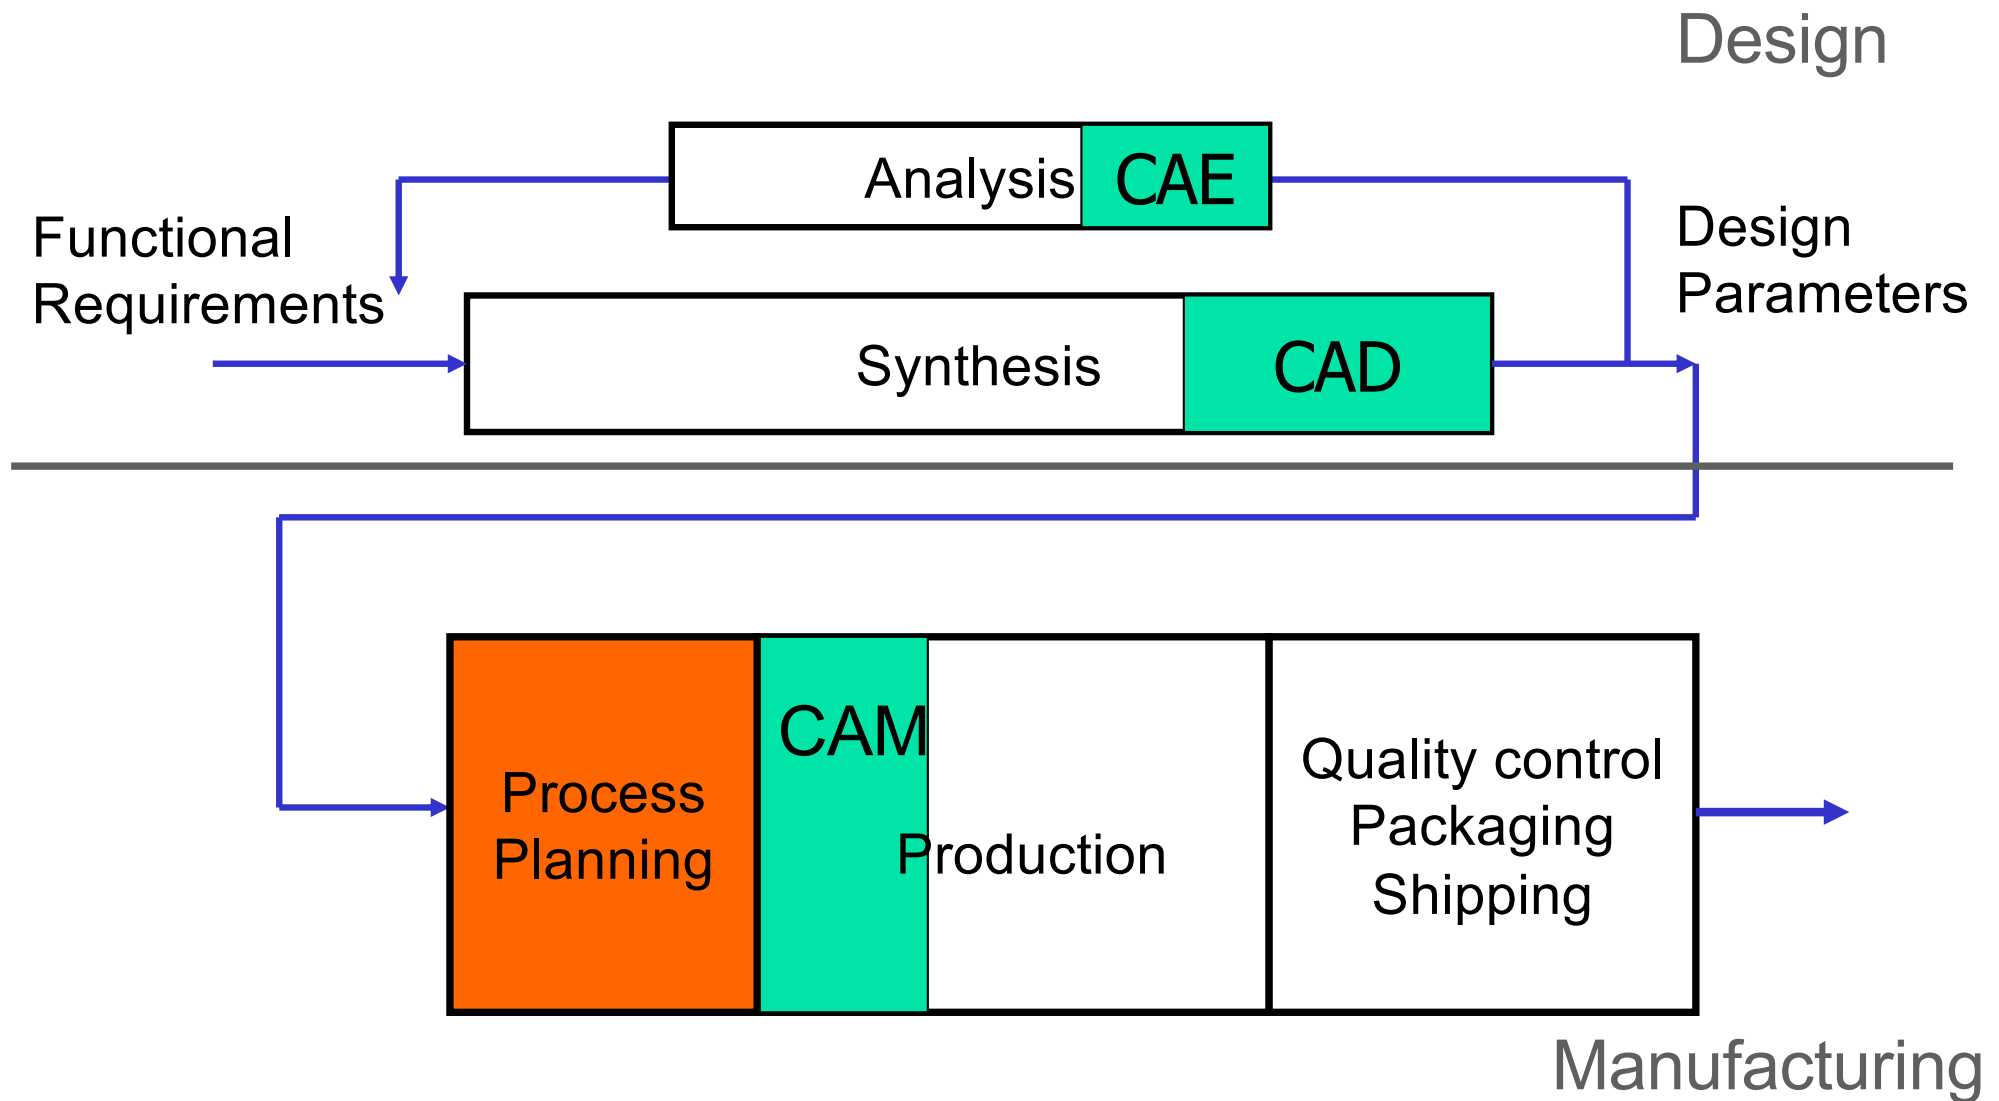 Design
Analysis CAE
Functional
Requirements
Design
Parameters
Synthesis CAD
CAM
Process
Planning
Production
Quality control
Packaging
Shipping
Manufacturing